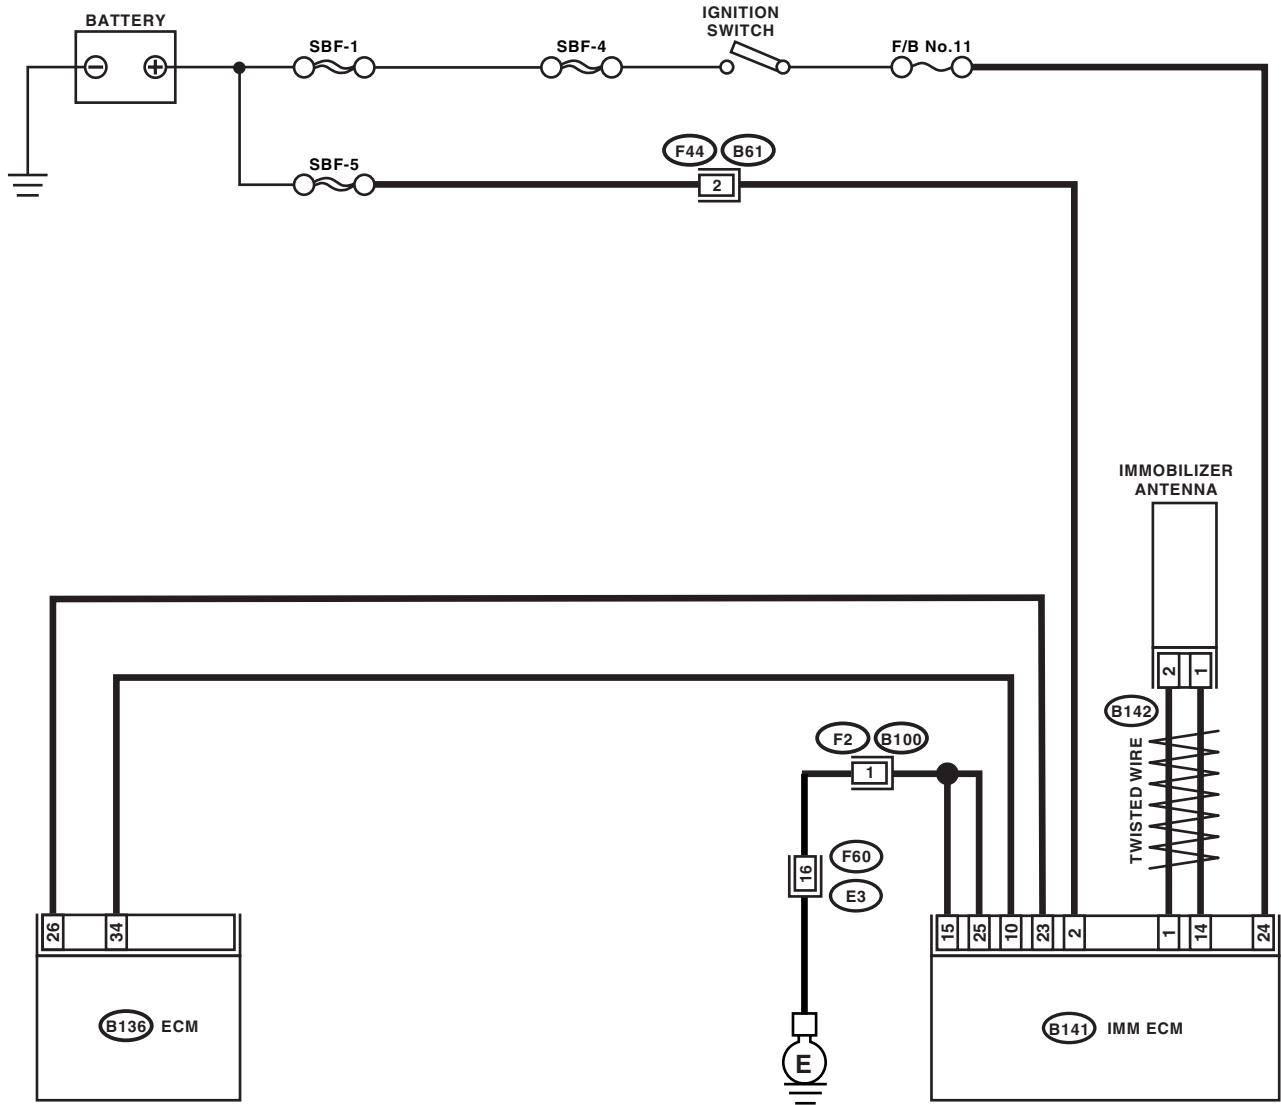 BATTERY
IGNITION
SWITCH
SBF-1
SBF-4
F/B No.11
SBF-5
F44
B61
2
IMMOBILIZER
ANTENNA
2
1
B142
TWISTED WIRE
F2
B100
1
16
F60
E3
26
34
15
25
10
23
2
1
14
24
B136
ECM
B141
IMM ECM
E